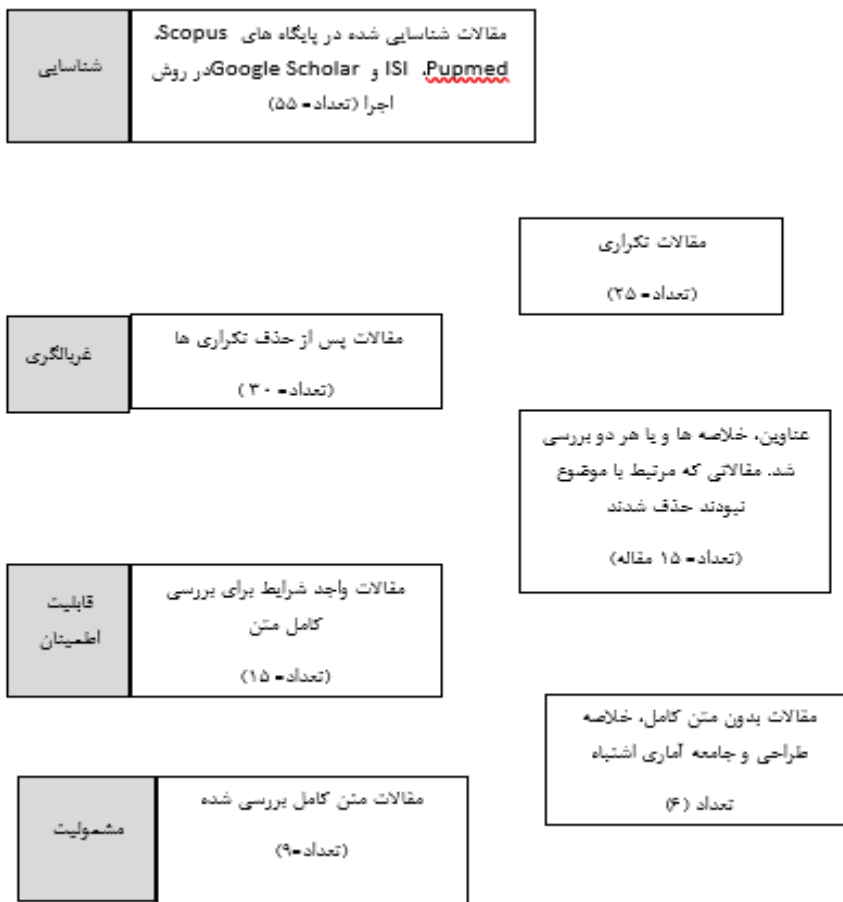 شناسایی
مقالات شناسایی شده در پایگاه های Scopus،
Pupmed، ISI و Google Scholar در روش
اجرا (تعداد= ۵۵)
مقالات تکراری
(تعداد= ۲۵)
غربالگری
مقالات پس از حذف تکراری ها
(تعداد= ۳۰ )
عناوین، خلاصه ها و یا هر دو بررسی
شد. مقالاتی که مرتبط با موضوع
نبودند حذف شدند
(تعداد= ۱۵ مقاله)
قابلیت
اطمینان
مقالات واجد شرایط برای بررسی
کامل متن
(تعداد= ۱۵)
مقالات بدون متن کامل، خلاصه
طراحی و جامعه آماری اشتباه
تعداد (۶)
مشمولیت
مقالات متن کامل بررسی شده
(تعداد=۹)